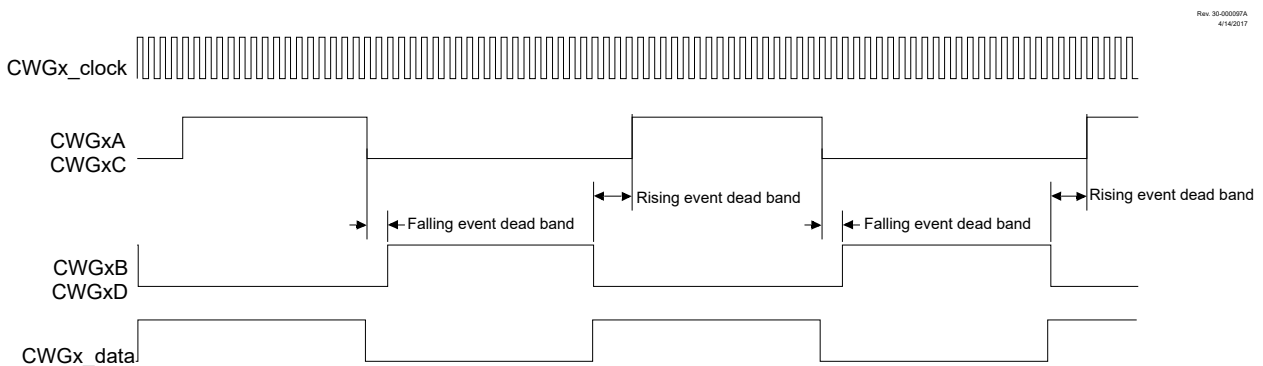 Rev. 30-000097A
4/14/2017
CWGx_clock
CWGxA
CWGxC
Rising event dead band
Rising event dead band
Falling event dead band
Falling event dead band
CWGxB
CWGxD
CWGx_data